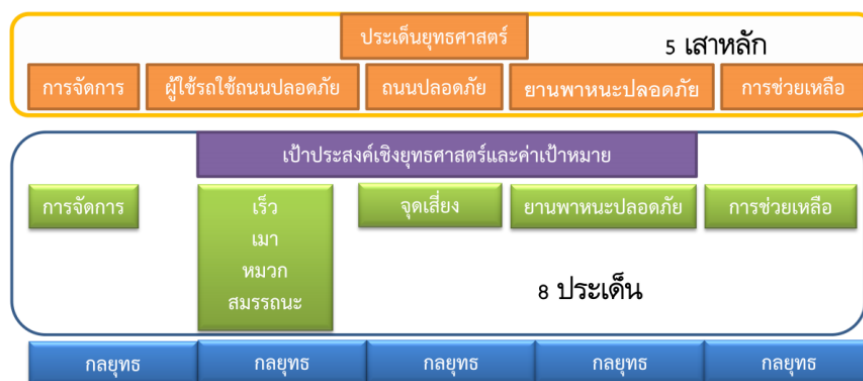 ประเด็นยุทธศาสตร์
5 เสาหลัก
การจัดการ
ผู้ใช้รถใช้ถนนปลอดภัย
ถนนปลอดภัย
ยานพาหนะปลอดภัย
การช่วยเหลือ
เป้าประสงค์เชิงยุทธศาสตร์และค่าเป้าหมาย
การจัดการ
เร็ว
เมา
หมวก
สมรรถนะ
จุดเสี่ยง
ยานพาหนะปลอดภัย
การช่วยเหลือ
8 ประเด็น
กลยุทธ
กลยุทธ
กลยุทธ
กลยุทธ
กลยุทธ